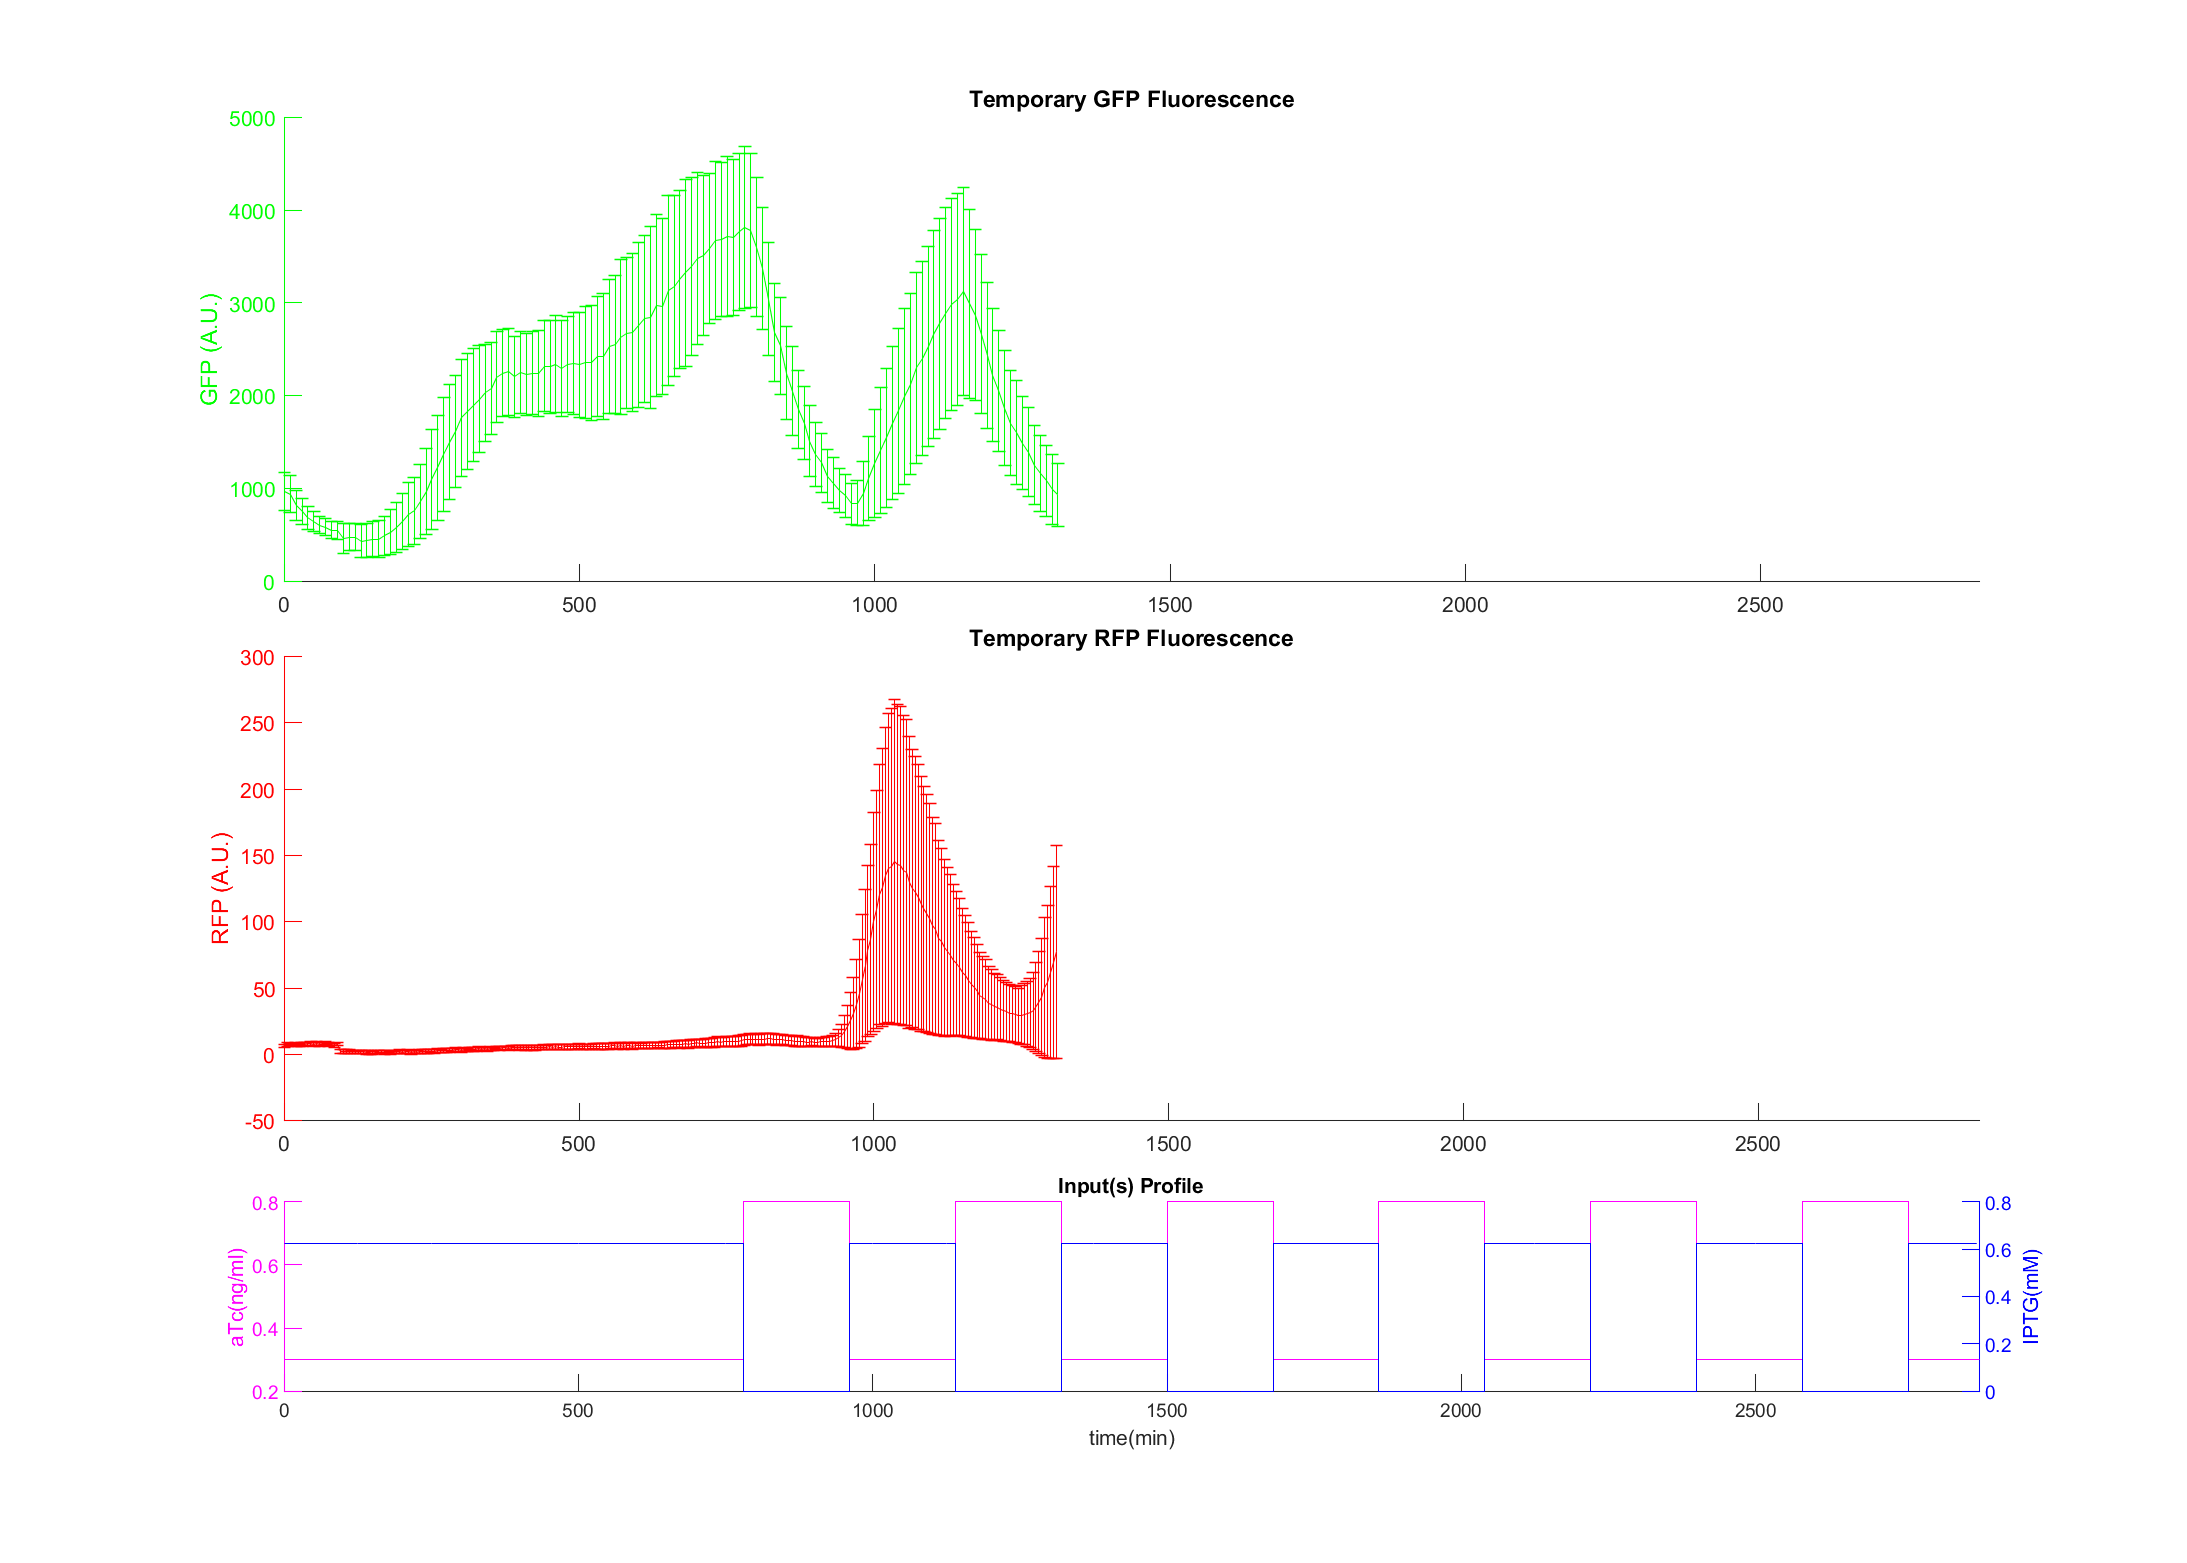 Temporary GFP Fluorescence
5000
4000
3000
2000
1000
0
GFP (A.U.)
0 500 1000 1500 2000 2500
Temporary RFP Fluorescence
300
250
200
150
100
50
0
-50
RFP (A.U.)
0 500 1000 1500 2000 2500
Input(s) Profile
0.8
0.6
0.4
0.2
aTc(ng/ml)
0.8
0.6
0.4
0.2
0
IPTG(mM)
0 500 1000 1500 2000 2500
time(min)